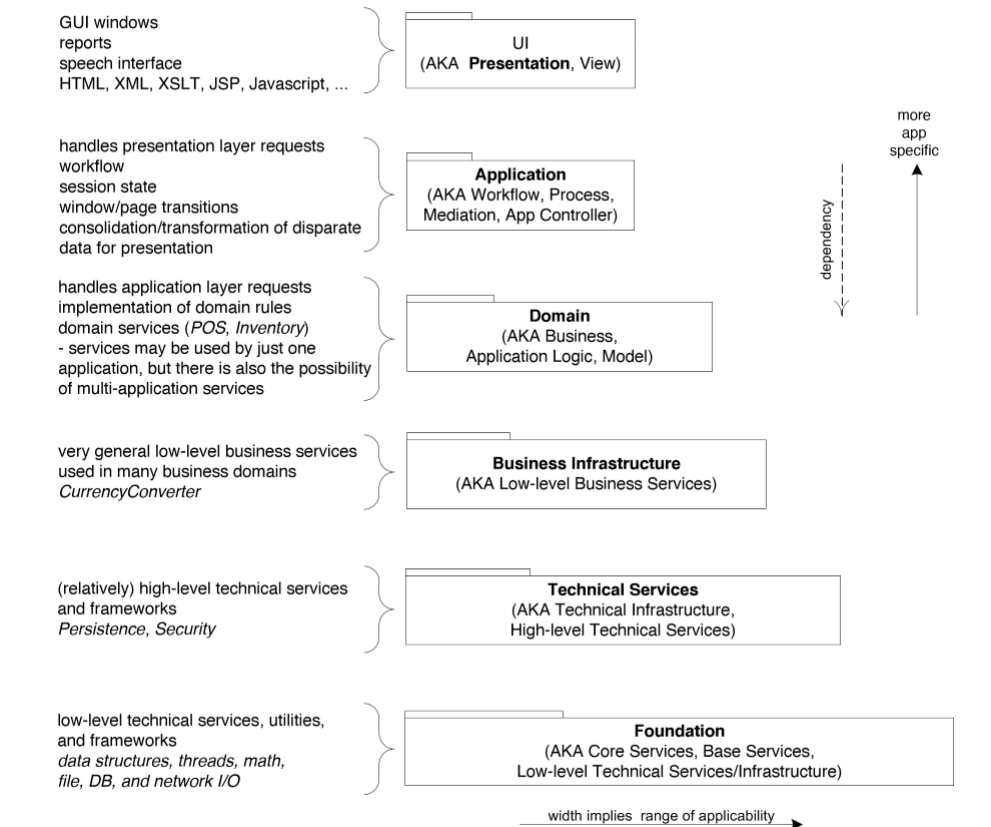 GUI windows
reports
speech interface
HTML, XML, XSLT, JSP, Javascript, ...
UI
(AKA Presentation, View)
more
app
specific
handles presentation layer requests
workflow
session state
window/page transitions
consolidation/transformation of disparate
data for presentation
Application
(AKA Workflow, Process,
Mediation, App Controller)
dependency
handles application layer requests
implementation of domain rules
domain services (POS, Inventory)
- services may be used by just one
application, but there is also the possibility
of multi-application services
Domain
(AKA Business,
Application Logic, Model)
very general low-level business services
used in many business domains
CurrencyConverter
Business Infrastructure
(AKA Low-level Business Services)
(relatively) high-level technical services
and frameworks
Persistence, Security
Technical Services
(AKA Technical Infrastructure,
High-level Technical Services)
low-level technical services, utilities,
and frameworks
data structures, threads, math,
file, DB, and network I/O
Foundation
(AKA Core Services, Base Services,
Low-level Technical Services/Infrastructure)
width implies range of applicability